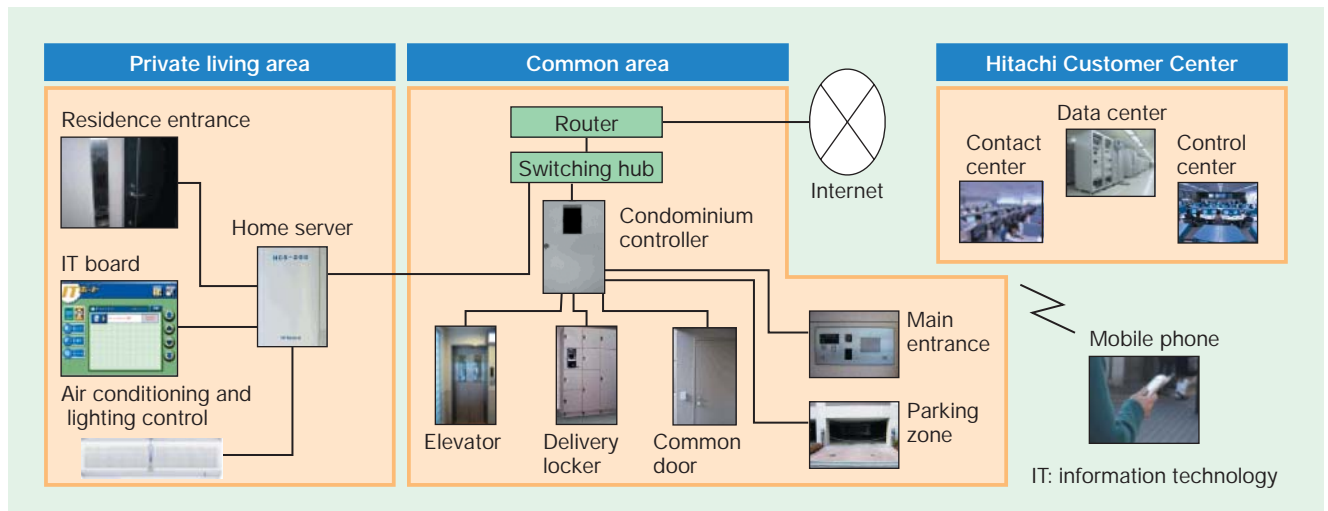 Private living area
Common area
Hitachi Customer Center
Residence entrance
Home server
IT board
Air conditioning and
lighting control
Router
Switching hub
Internet
Condominium
controller
Elevator
Delivery
locker
Common
door
Main
entrance
Parking
zone
Data center
Contact
center
Control
center
Mobile phone
IT: information technology